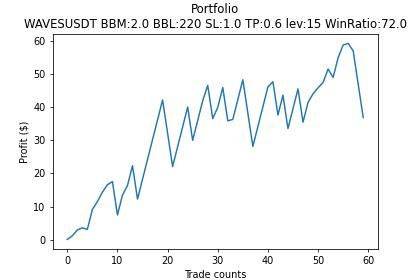 Portfolio
WAVESUSDT BBM:2.0 BBL:220 SL:1.0 TP:0.6 lev:15 WinRatio:72.0
60
50
40
30
20
10
0
Profit ($)
0 10 20 30 40 50 60
Trade counts